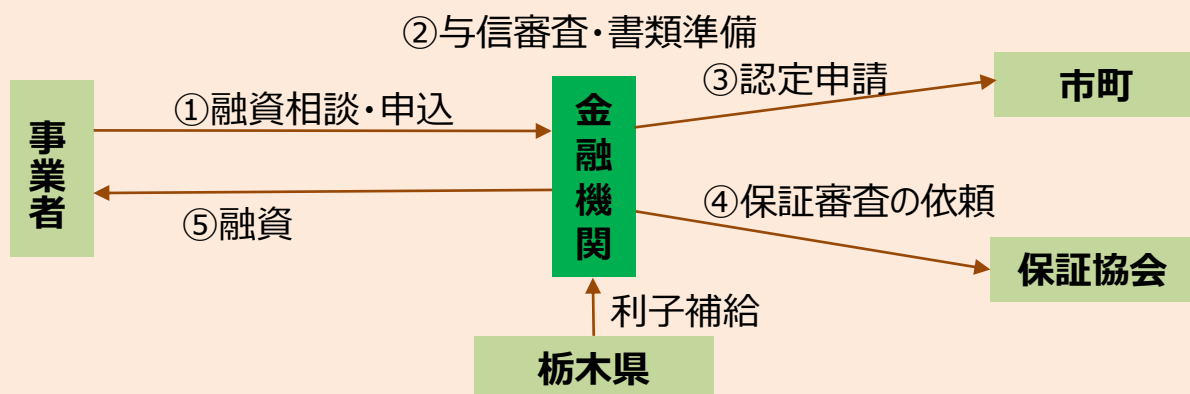 ②与信審査・書類準備
③認定申請
市町
①融資相談・申込
金融機関
事業者
⑤融資
④保証審査の依頼
保証協会
利子補給
栃木県